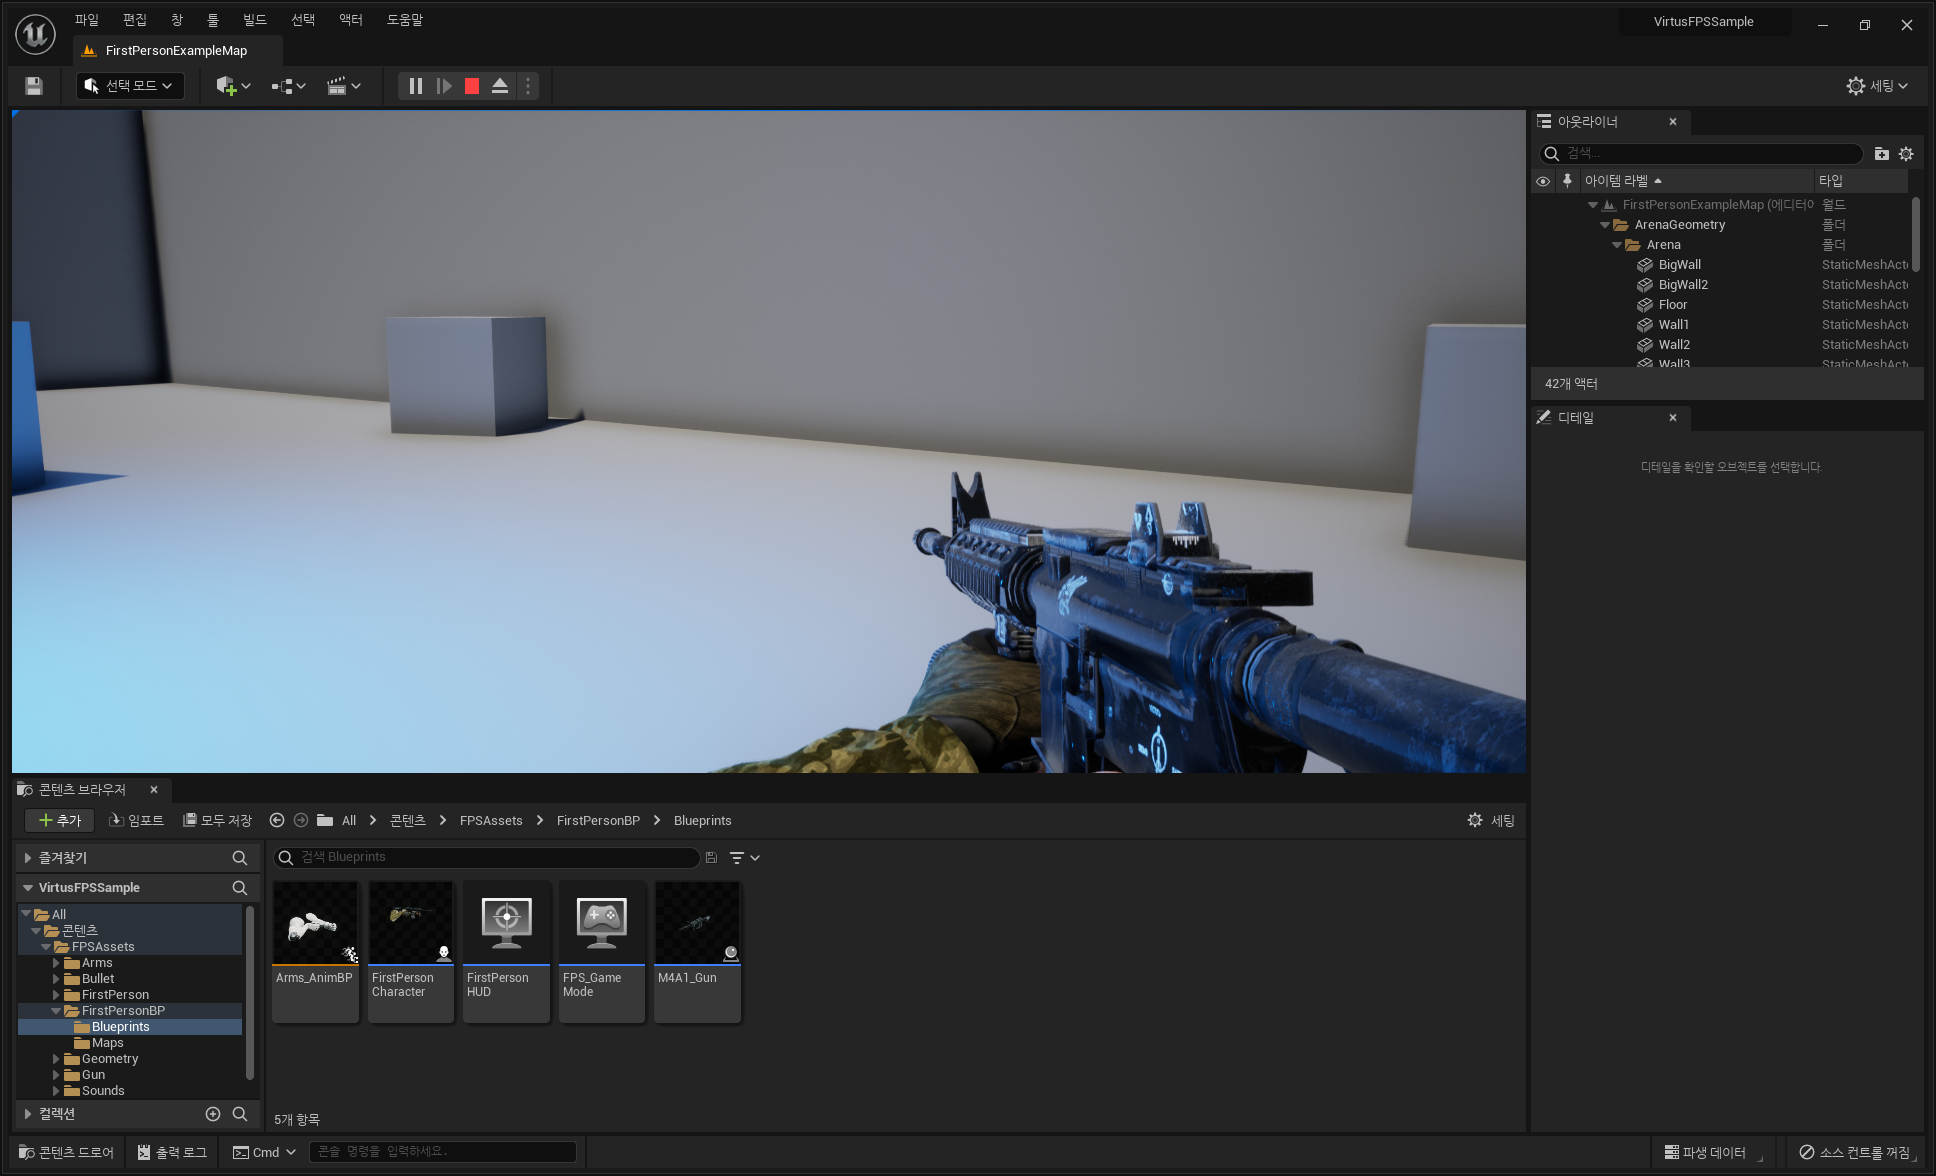 파일 편집 창 툴 빌드 선택 액터 도움말
VirtusFPSSample
FirstPersonExampleMap
선택 모드
세팅
아웃라이너
검색...
아이템 라벨 타입
FirstPersonExampleMap (에디터 월드
ArenaGeometry 폴더
Arena 폴더
BigWall StaticMeshActo
BigWall2 StaticMeshActo
Floor StaticMeshActo
Wall1 StaticMeshActo
Wall2 StaticMeshActo
Wall3 StaticMeshActo
42개 액터
디테일
디테일을 확인할 오브젝트를 선택합니다.
콘텐츠 브라우저
추가 임포트 모두 저장 All 콘텐츠 FPSAssets FirstPersonBP Blueprints 세팅
즐겨찾기
VirtusFPSSample
All
콘텐츠
FPSAssets
Arms
Bullet
FirstPerson
FirstPersonBP
Blueprints
Maps
Geometry
Gun
Sounds
컬렉션
검색 Blueprints
Arms_AnimBP
FirstPerson
Character
FirstPerson
HUD
FPS_Game
Mode
M4A1_Gun
5개 항목
콘텐츠 드로어 출력 로그 Cmd 콘솔 명령을 입력하세요. 파생 데이터 소스 컨트롤 꺼짐